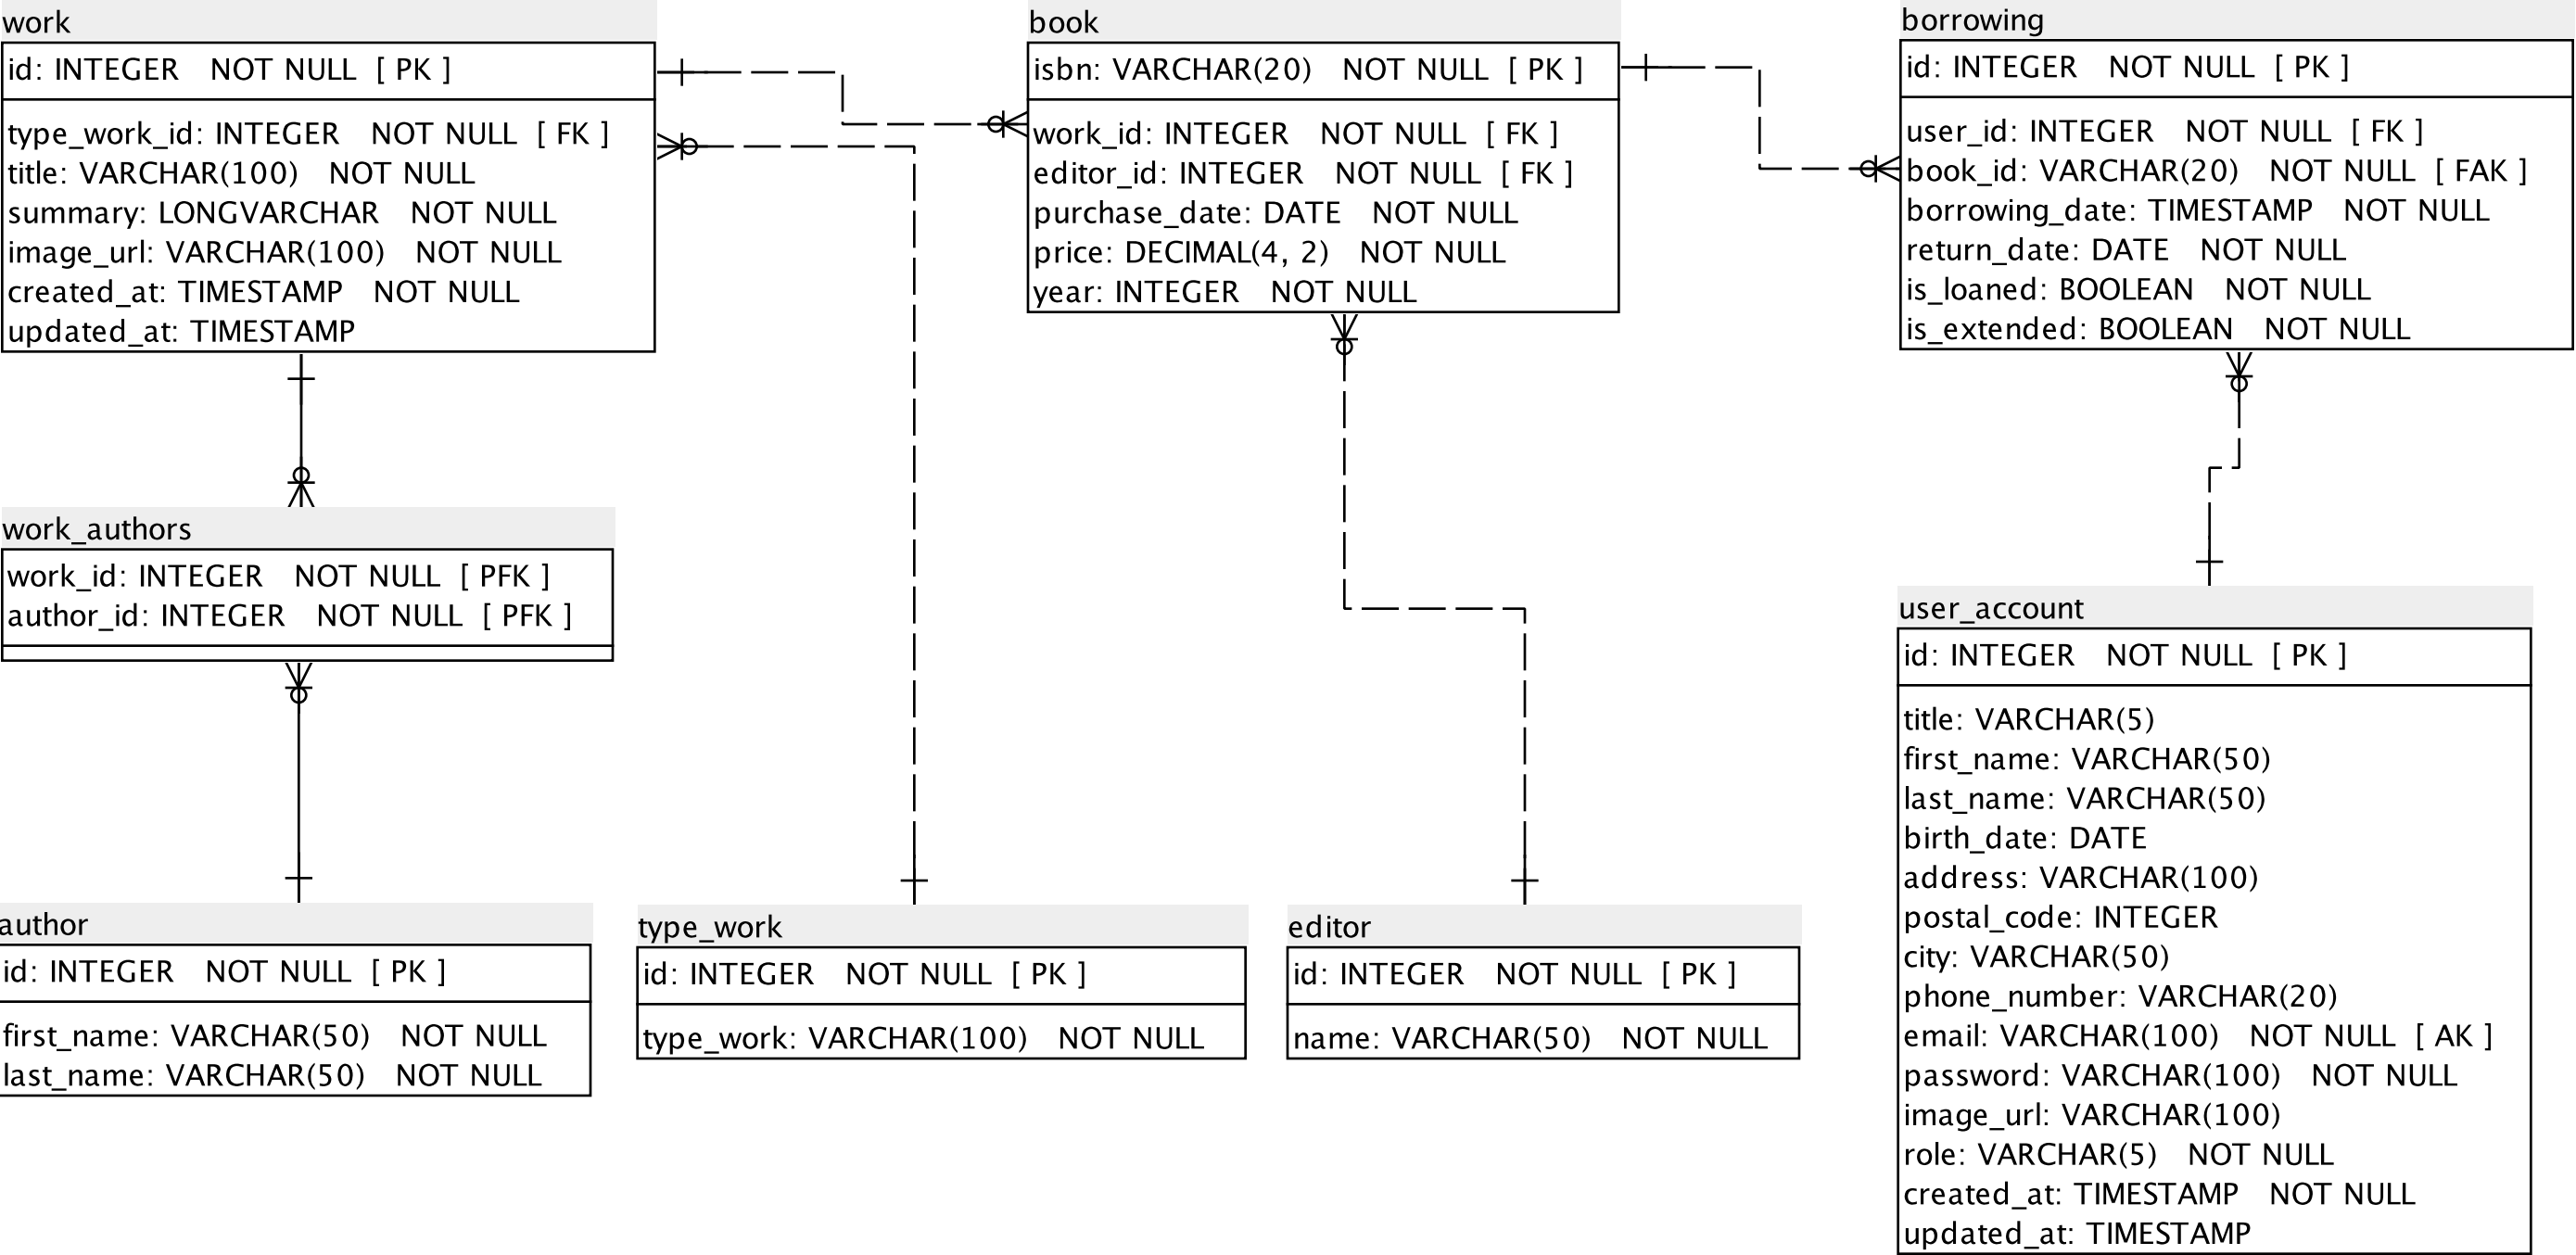 work
id: INTEGER NOT NULL [ PK ]
type_work_id: INTEGER NOT NULL [ FK ]
title: VARCHAR(100) NOT NULL
summary: LONGVARCHAR NOT NULL
image_url: VARCHAR(100) NOT NULL
created_at: TIMESTAMP NOT NULL
updated_at: TIMESTAMP
book
isbn: VARCHAR(20) NOT NULL [ PK ]
work_id: INTEGER NOT NULL [ FK ]
editor_id: INTEGER NOT NULL [ FK ]
purchase_date: DATE NOT NULL
price: DECIMAL(4, 2) NOT NULL
year: INTEGER NOT NULL
borrowing
id: INTEGER NOT NULL [ PK ]
user_id: INTEGER NOT NULL [ FK ]
book_id: VARCHAR(20) NOT NULL [ FAK ]
borrowing_date: TIMESTAMP NOT NULL
return_date: DATE NOT NULL
is_loaned: BOOLEAN NOT NULL
is_extended: BOOLEAN NOT NULL
work_authors
work_id: INTEGER NOT NULL [ PFK ]
author_id: INTEGER NOT NULL [ PFK ]
author
id: INTEGER NOT NULL [ PK ]
first_name: VARCHAR(50) NOT NULL
last_name: VARCHAR(50) NOT NULL
type_work
id: INTEGER NOT NULL [ PK ]
type_work: VARCHAR(100) NOT NULL
editor
id: INTEGER NOT NULL [ PK ]
name: VARCHAR(50) NOT NULL
user_account
id: INTEGER NOT NULL [ PK ]
title: VARCHAR(5)
first_name: VARCHAR(50)
last_name: VARCHAR(50)
birth_date: DATE
address: VARCHAR(100)
postal_code: INTEGER
city: VARCHAR(50)
phone_number: VARCHAR(20)
email: VARCHAR(100) NOT NULL [ AK ]
password: VARCHAR(100) NOT NULL
image_url: VARCHAR(100)
role: VARCHAR(5) NOT NULL
created_at: TIMESTAMP NOT NULL
updated_at: TIMESTAMP